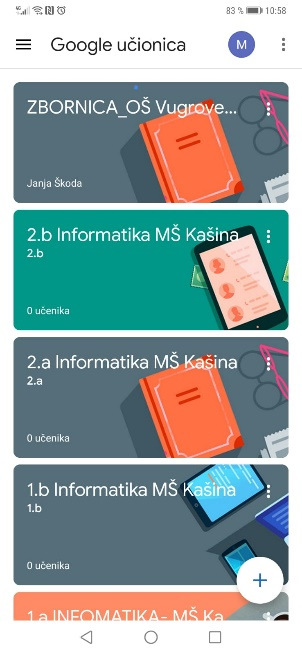 83 % 10:58
Google učionica
M
ZBORNICA_OŠ Vugrove...
Janja Škoda
2.b Informatika MŠ Kašina
2.b
0 učenika
2.a Informatika MŠ Kašina
2.a
0 učenika
1.b Informatika MŠ Kašina
1.b
0 učenika
1.a INFOMATIKA- MŠ Ka...